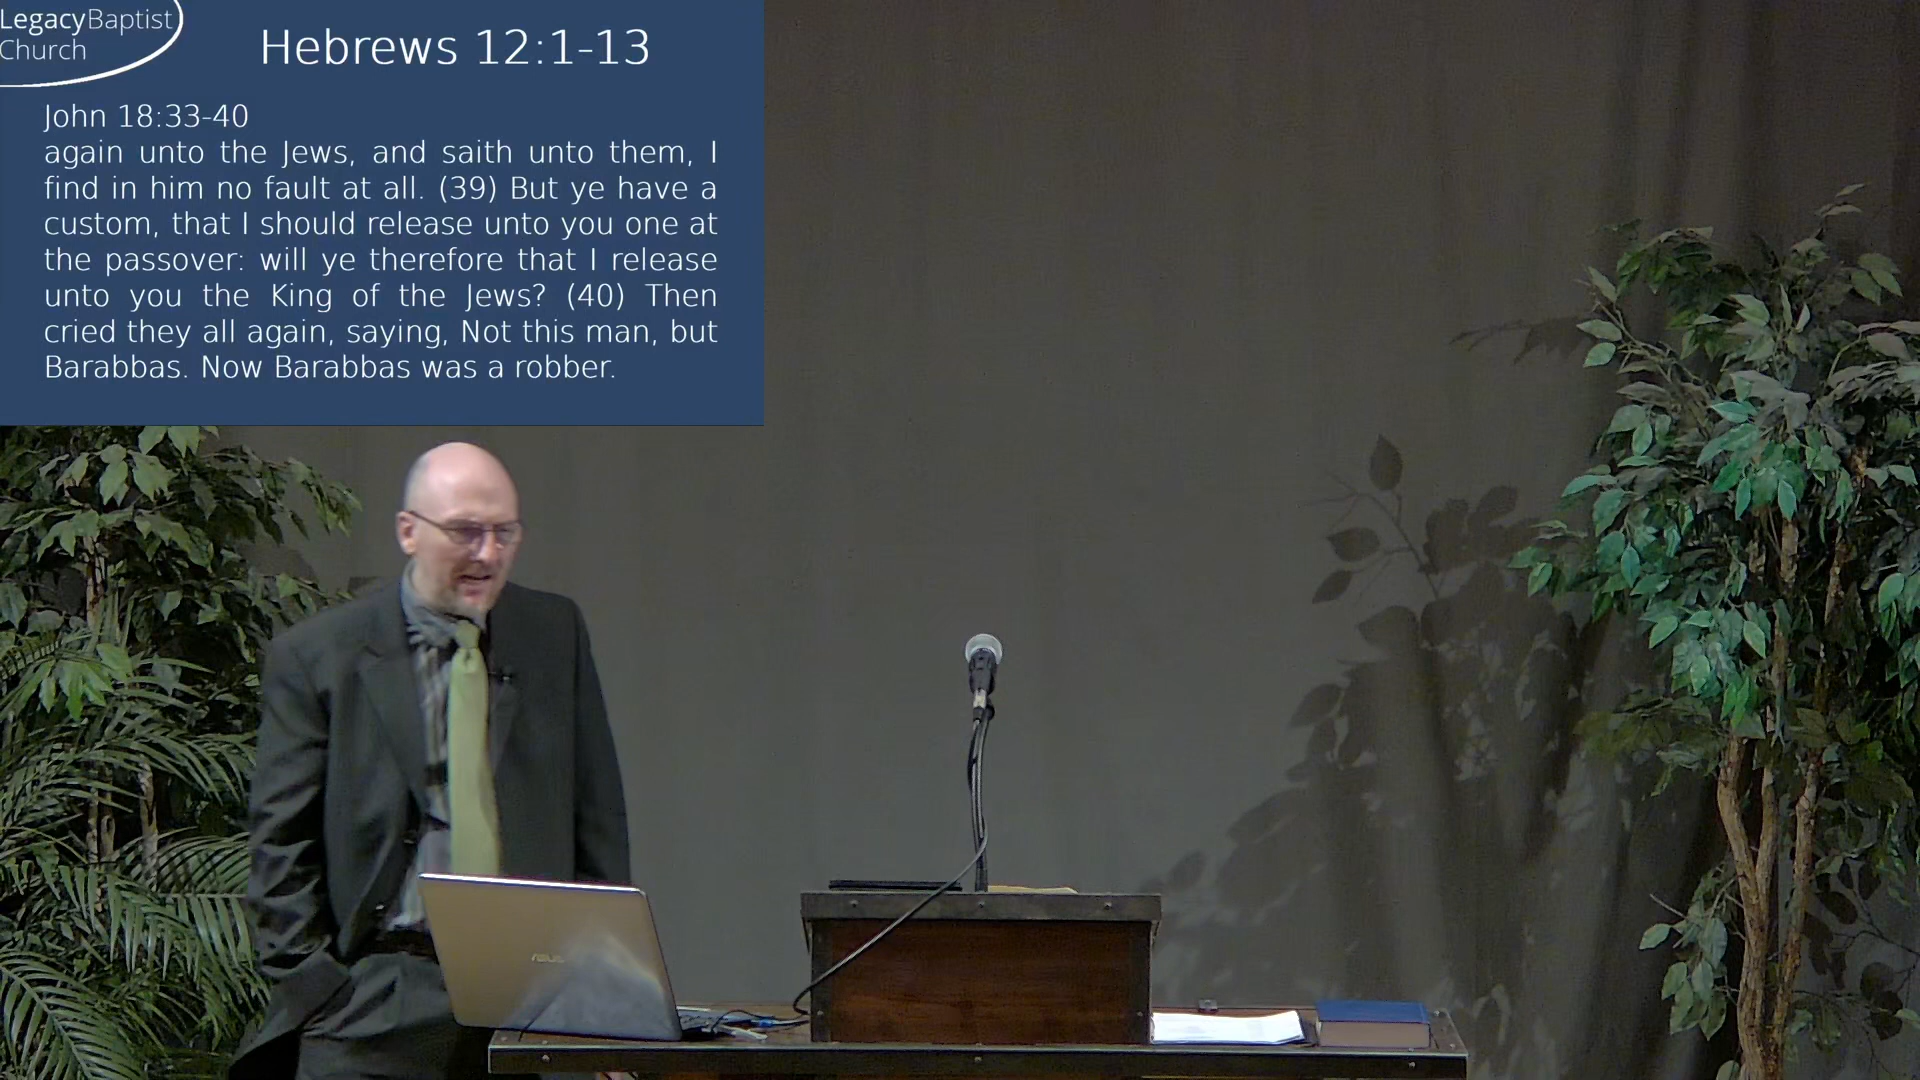 LegacyBaptist
Church
Hebrews 12:1-13
John 18:33-40
again unto the Jews, and saith unto them, I
find in him no fault at all. (39) But ye have a
custom, that I should release unto you one at
the passover: will ye therefore that I release
unto you the King of the Jews? (40) Then
cried they all again, saying, Not this man, but
Barabbas. Now Barabbas was a robber.
ASUS